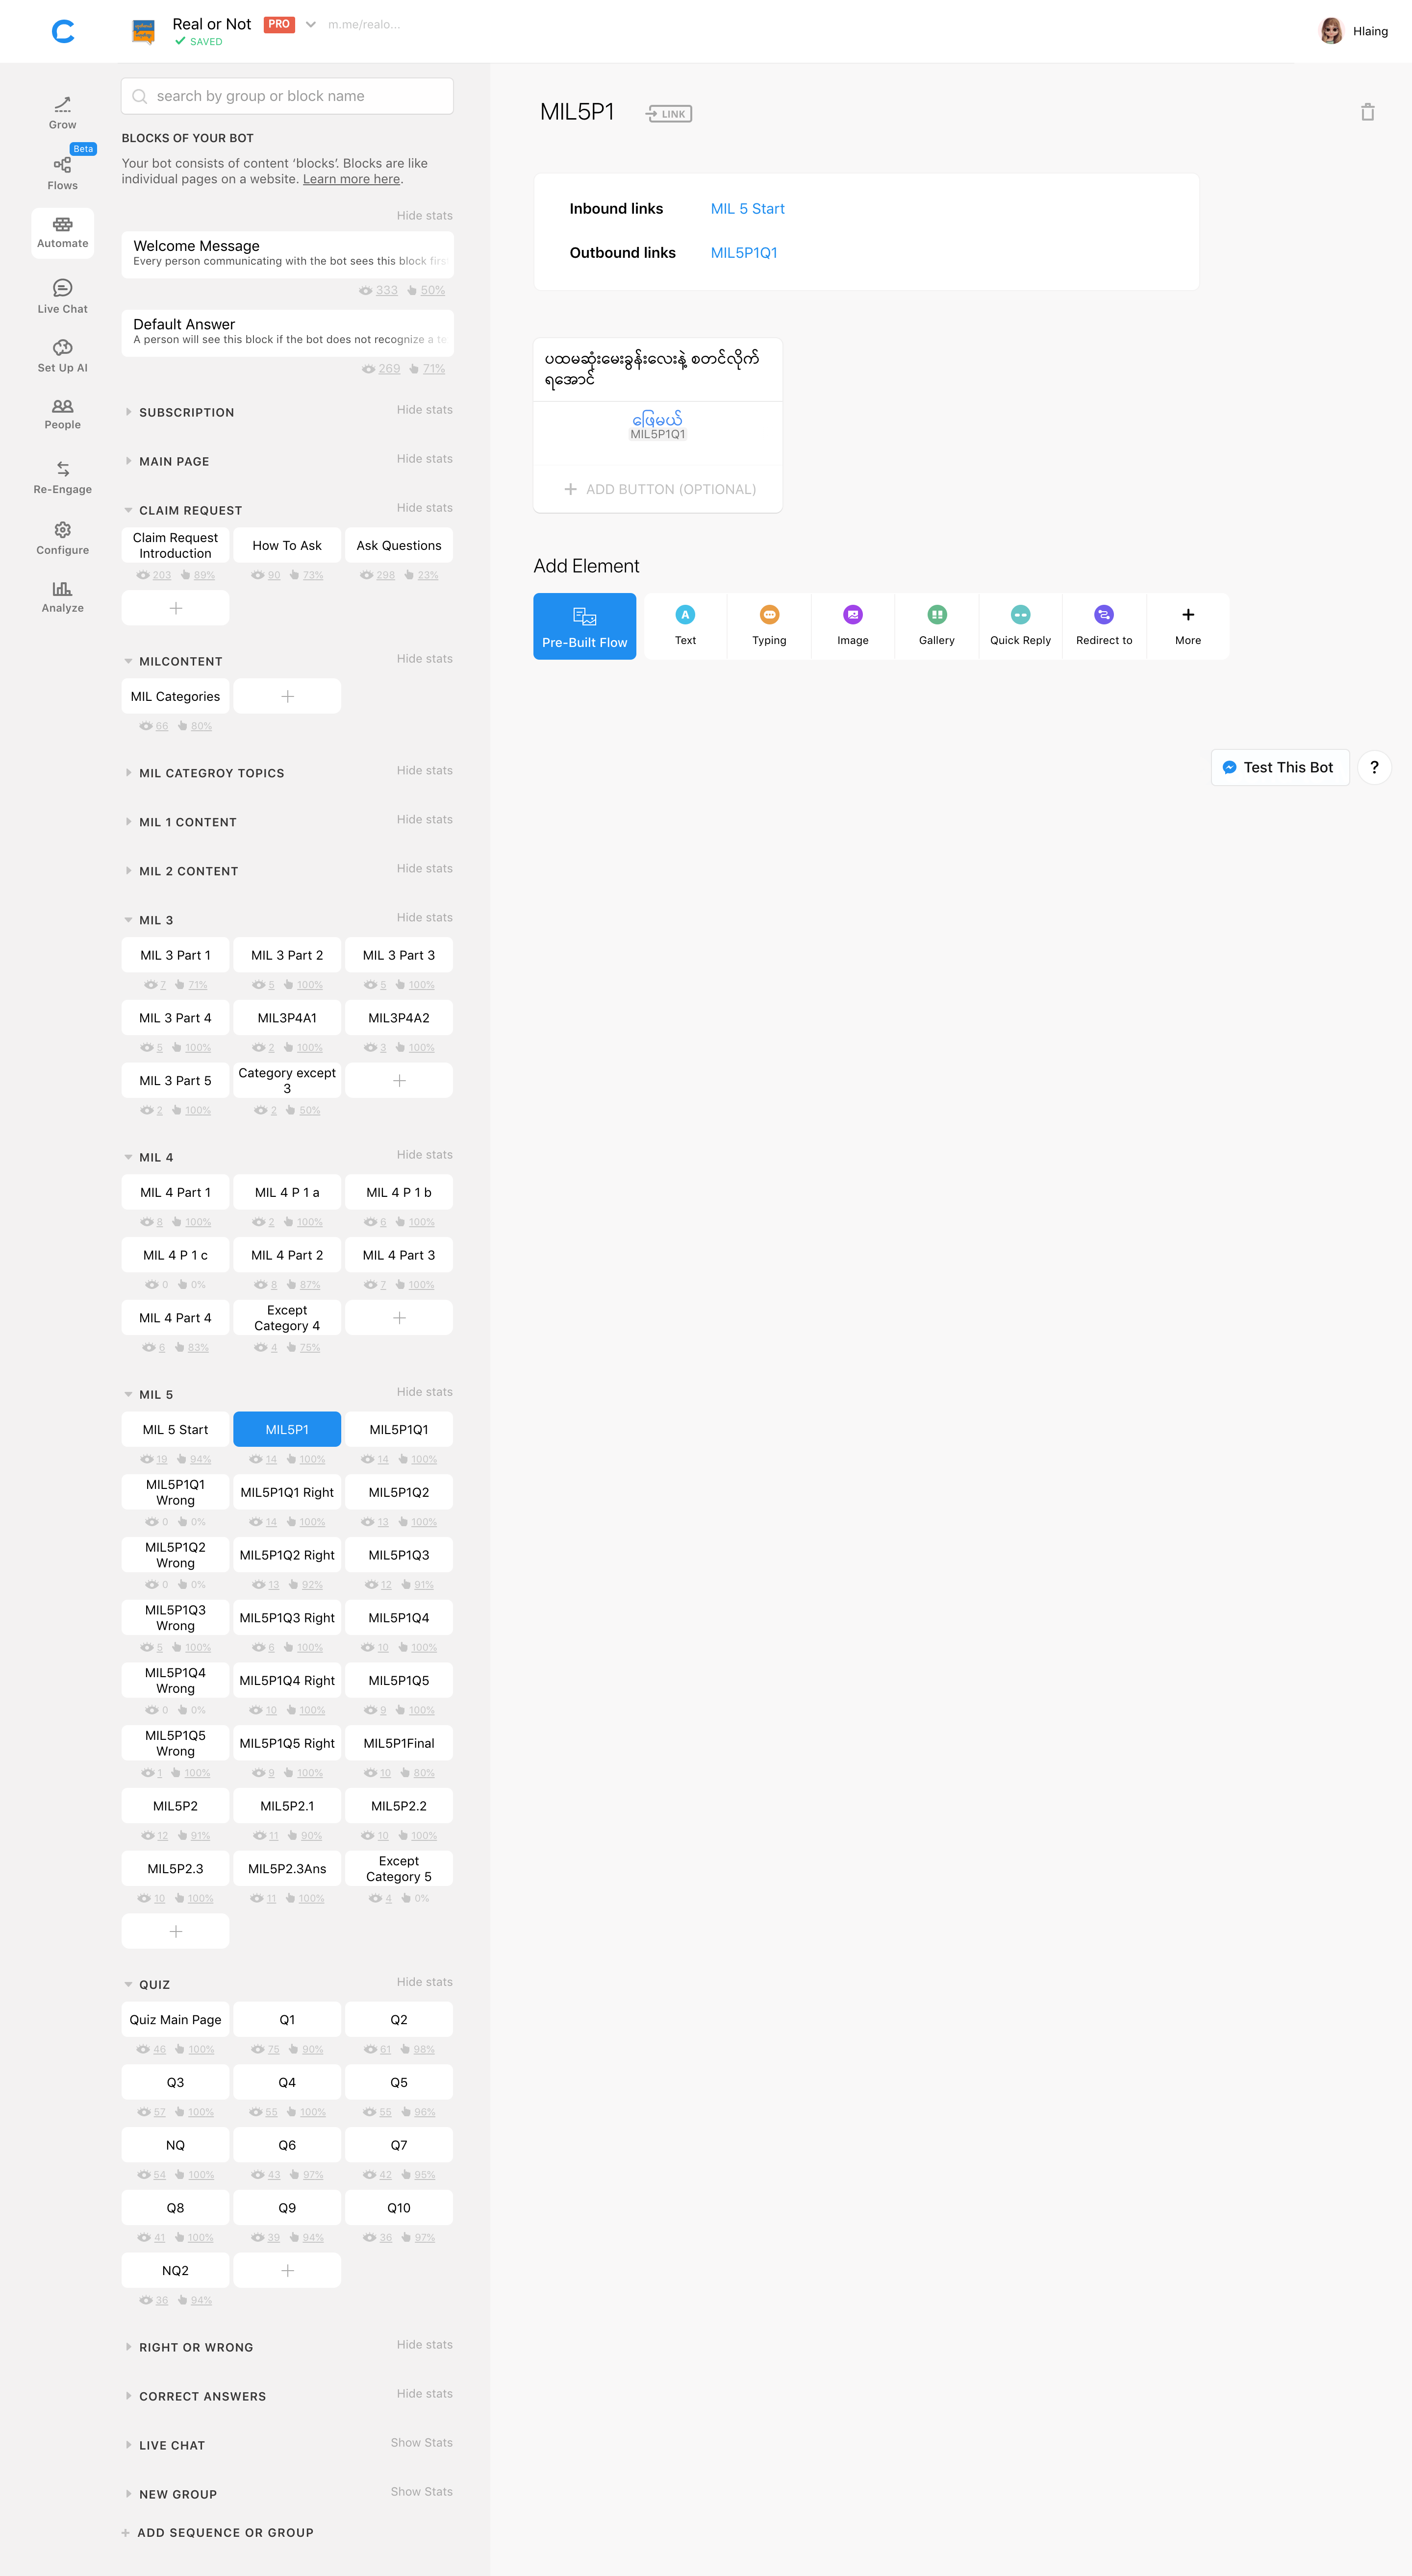 Real or Not PRO m.me/realo...
SAVED
Hlaing
Grow
Beta
Flows
Automate
Live Chat
Set Up AI
People
Re-Engage
Configure
Analyze
search by group or block name
BLOCKS OF YOUR BOT
Your bot consists of content ‘blocks’. Blocks are like
individual pages on a website. Learn more here.
Hide stats
Welcome Message
Every person communicating with the bot sees this block first
333 50%
Default Answer
A person will see this block if the bot does not recognize a te
269 71%
SUBSCRIPTION Hide stats
MAIN PAGE Hide stats
CLAIM REQUEST Hide stats
Claim Request
Introduction
How To Ask
Ask Questions
203 89% 90 73% 298 23%
MILCONTENT Hide stats
MIL Categories
66 80%
MIL CATEGROY TOPICS Hide stats
MIL 1 CONTENT Hide stats
MIL 2 CONTENT Hide stats
MIL 3 Hide stats
MIL 3 Part 1 MIL 3 Part 2 MIL 3 Part 3
7 71% 5 100% 5 100%
MIL 3 Part 4 MIL3P4A1 MIL3P4A2
5 100% 2 100% 3 100%
MIL 3 Part 5
Category except
3
2 100% 2 50%
MIL 4 Hide stats
MIL 4 Part 1 MIL 4 P 1 a MIL 4 P 1 b
8 100% 2 100% 6 100%
MIL 4 P 1 c MIL 4 Part 2 MIL 4 Part 3
0 0% 8 87% 7 100%
MIL 4 Part 4
Except
Category 4
6 83% 4 75%
MIL 5 Hide stats
MIL 5 Start MIL5P1 MIL5P1Q1
19 94% 14 100% 14 100%
MIL5P1Q1
Wrong
MIL5P1Q1 Right MIL5P1Q2
0 0% 14 100% 13 100%
MIL5P1Q2
Wrong
MIL5P1Q2 Right MIL5P1Q3
0 0% 13 92% 12 91%
MIL5P1Q3
Wrong
MIL5P1Q3 Right MIL5P1Q4
5 100% 6 100% 10 100%
MIL5P1Q4
Wrong
MIL5P1Q4 Right MIL5P1Q5
0 0% 10 100% 9 100%
MIL5P1Q5
Wrong
MIL5P1Q5 Right MIL5P1Final
1 100% 9 100% 10 80%
MIL5P2 MIL5P2.1 MIL5P2.2
12 91% 11 90% 10 100%
MIL5P2.3 MIL5P2.3Ans
Except
Category 5
10 100% 11 100% 4 0%
QUIZ Hide stats
Quiz Main Page Q1 Q2
46 100% 75 90% 61 98%
Q3 Q4 Q5
57 100% 55 100% 55 96%
NQ Q6 Q7
54 100% 43 97% 42 95%
Q8 Q9 Q10
41 100% 39 94% 36 97%
NQ2
36 94%
RIGHT OR WRONG Hide stats
CORRECT ANSWERS Hide stats
LIVE CHAT Show Stats
NEW GROUP Show Stats
+ ADD SEQUENCE OR GROUP
MIL5P1 LINK
Inbound links MIL 5 Start
Outbound links MIL5P1Q1
ပထမဆုံးမေးခွန်းလေးနဲ့ စတင်လိုက်
ရအောင်
ဖြေမယ်
MIL5P1Q1
+ ADD BUTTON (OPTIONAL)
Add Element
Pre-Built Flow Text Typing Image Gallery Quick Reply Redirect to More
Test This Bot ?